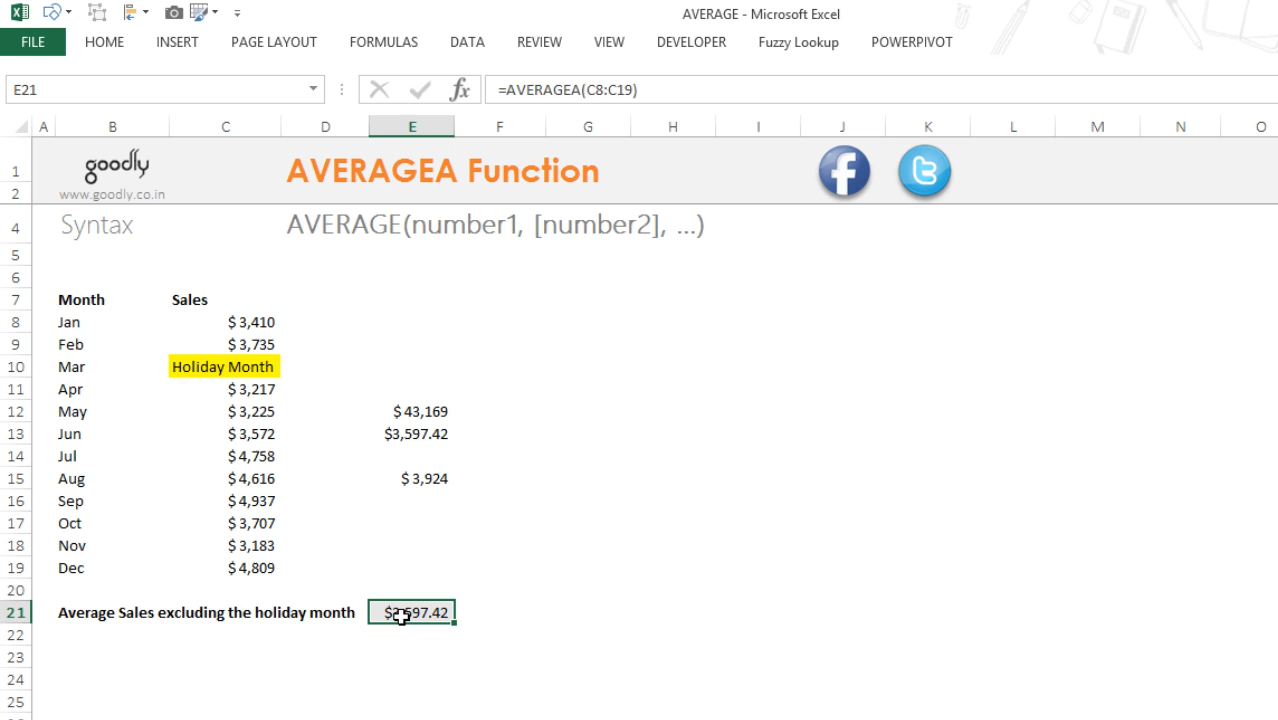 AVERAGE - Microsoft Excel
FILE HOME INSERT PAGE LAYOUT FORMULAS DATA REVIEW VIEW DEVELOPER Fuzzy Lookup POWERPIVOT
E21 fx =AVERAGEA(C8:C19)
A B C D E F G H I J K L M N O
1 goodly AVERAGEA Function
2 www.goodly.co.in
4 Syntax AVERAGE(number1, [number2], ...)
5
6
7 Month Sales
8 Jan $ 3,410
9 Feb $ 3,735
10 Mar Holiday Month
11 Apr $ 3,217
12 May $ 3,225 $ 43,169
13 Jun $ 3,572 $3,597.42
14 Jul $ 4,758
15 Aug $ 4,616 $ 3,924
16 Sep $ 4,937
17 Oct $ 3,707
18 Nov $ 3,183
19 Dec $ 4,809
20
21 Average Sales excluding the holiday month $3,597.42
22
23
24
25